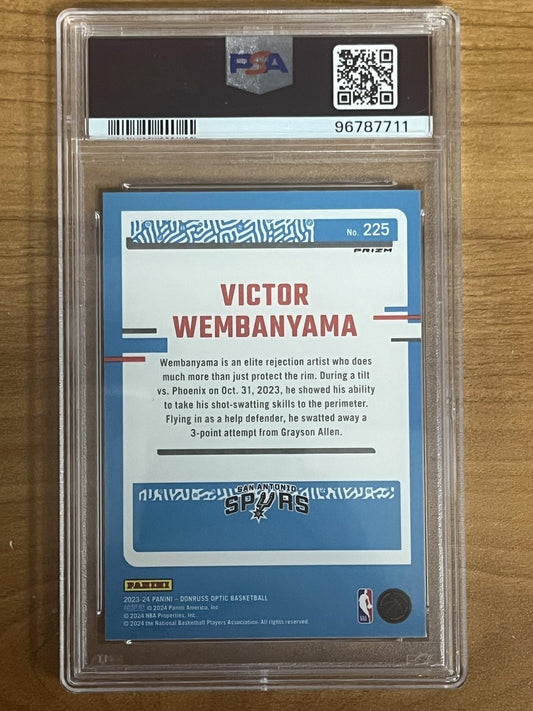 PSA
96787711
No. 225
PRIZM
VICTOR
WEMBANYAMA
Wembanyama is an elite rejection artist who does
much more than just protect the rim. During a tilt
vs. Phoenix on Oct. 31, 2023, he showed his ability
to take his shot-swatting skills to the perimeter.
Flying in as a help defender, he swatted away a
3-point attempt from Grayson Allen.
SAN ANTONIO
SPURS
PANINI
2023-24 PANINI – DONRUSS OPTIC BASKETBALL
© 2024 Panini America, Inc.
© 2024 NBA Properties, Inc.
© 2024 the National Basketball Players Association. All rights reserved.